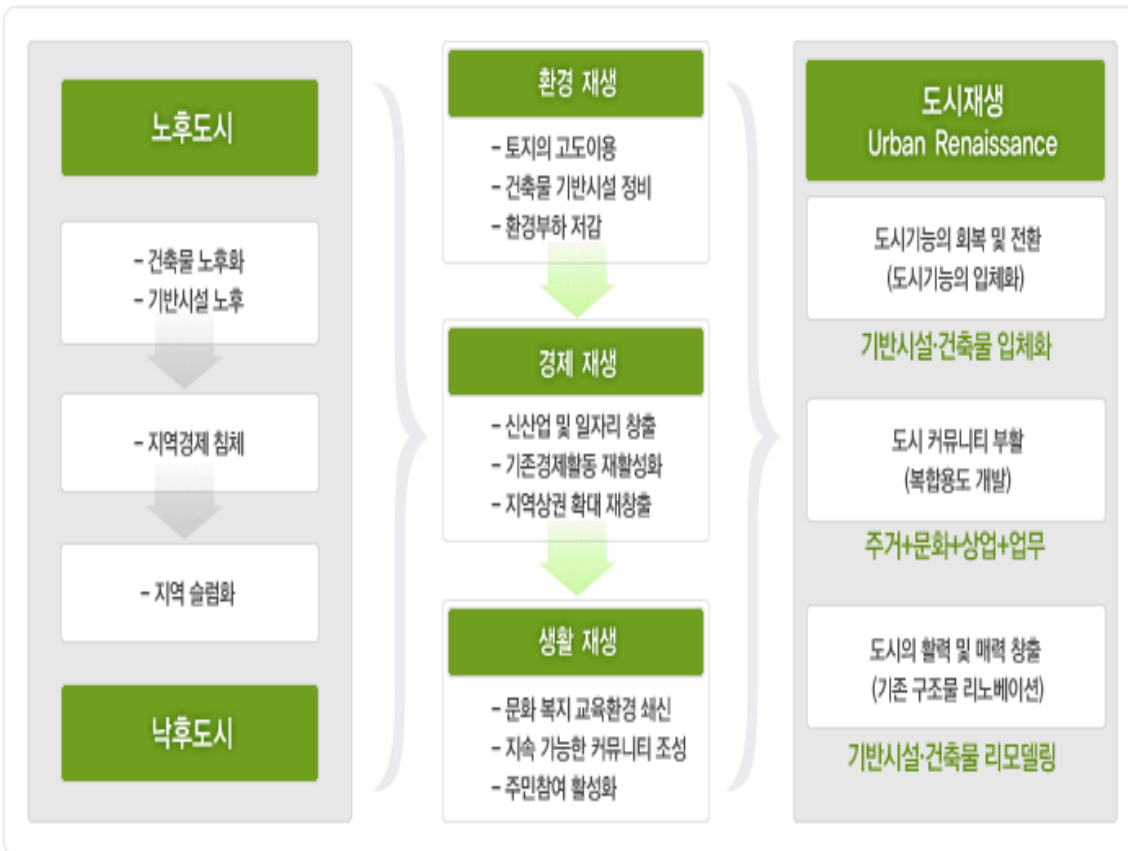 노후도시
- 건축물 노후화
- 기반시설 노후
- 지역경제 침체
- 지역 슬럼화
낙후도시
환경 재생
- 토지의 고도이용
- 건축물 기반시설 정비
- 환경부하 저감
경제 재생
- 신산업 및 일자리 창출
- 기존경제활동 재활성화
- 지역상권 확대 재창출
생활 재생
- 문화 복지 교육환경 쇄신
- 지속 가능한 커뮤니티 조성
- 주민참여 활성화
도시재생
Urban Renaissance
도시기능의 회복 및 전환
(도시기능의 입체화)
기반시설·건축물 입체화
도시 커뮤니티 부활
(복합용도 개발)
주거+문화+상업+업무
도시의 활력 및 매력 창출
(기존 구조물 리노베이션)
기반시설·건축물 리모델링